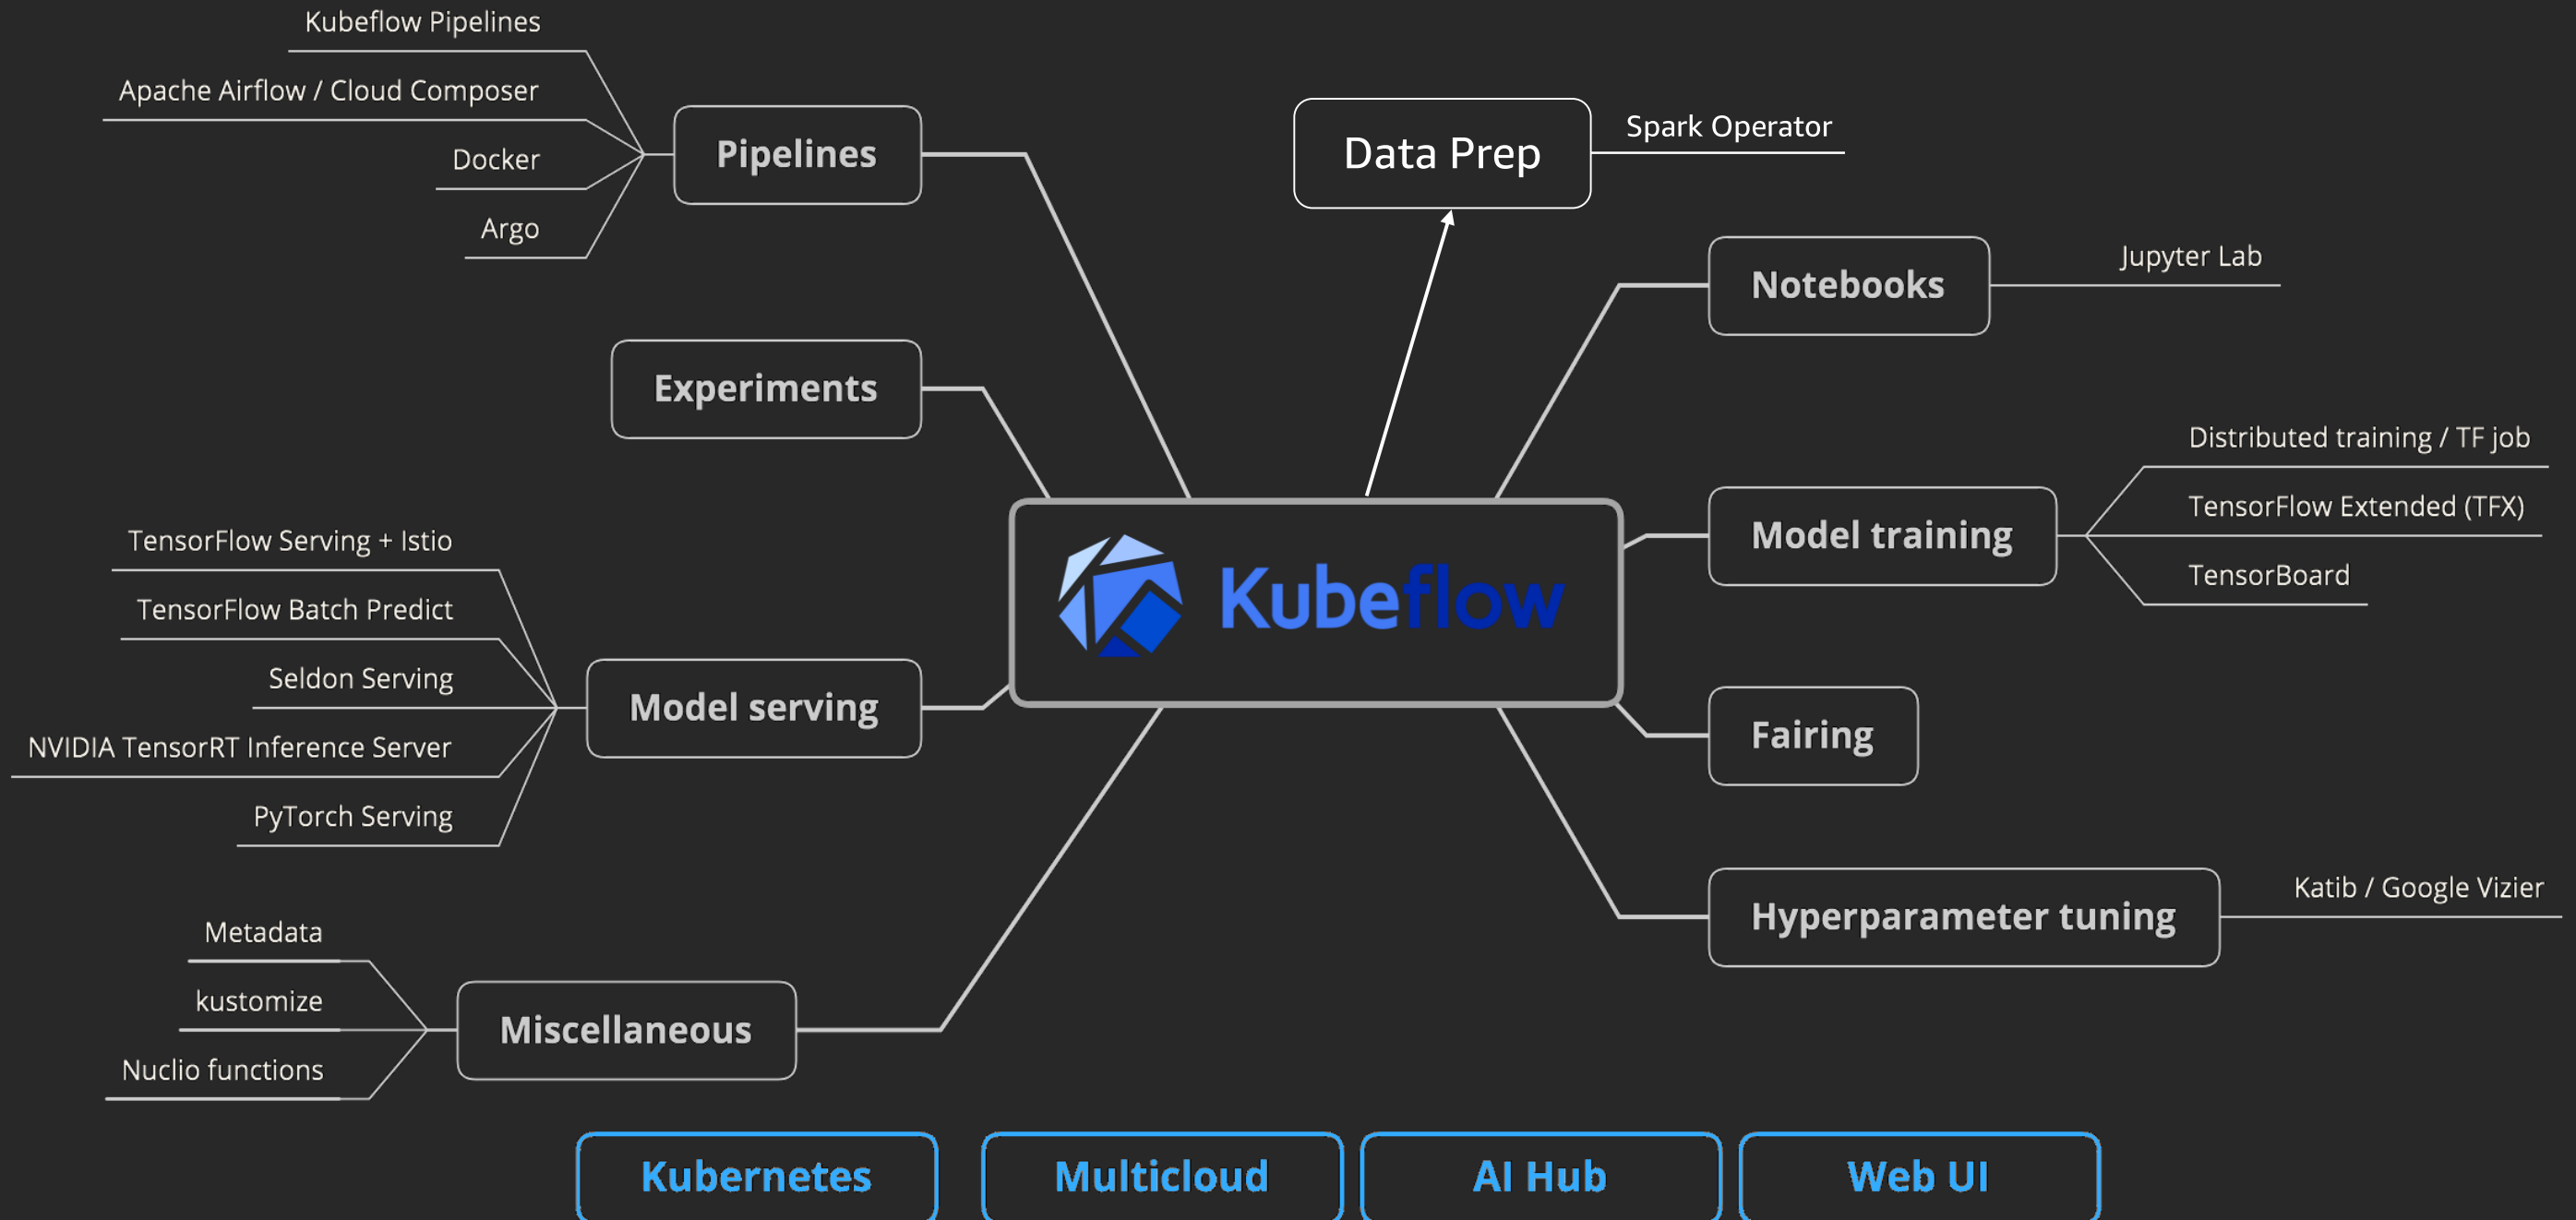 Kubeflow Pipelines
Apache Airflow / Cloud Composer
Docker
Argo
Pipelines
Data Prep
Spark Operator
Notebooks
Jupyter Lab
Experiments
Distributed training / TF job
TensorFlow Extended (TFX)
TensorBoard
Model training
Kubeflow
TensorFlow Serving + Istio
TensorFlow Batch Predict
Seldon Serving
NVIDIA TensorRT Inference Server
PyTorch Serving
Model serving
Fairing
Hyperparameter tuning
Katib / Google Vizier
Metadata
kustomize
Nuclio functions
Miscellaneous
Kubernetes
Multicloud
AI Hub
Web UI